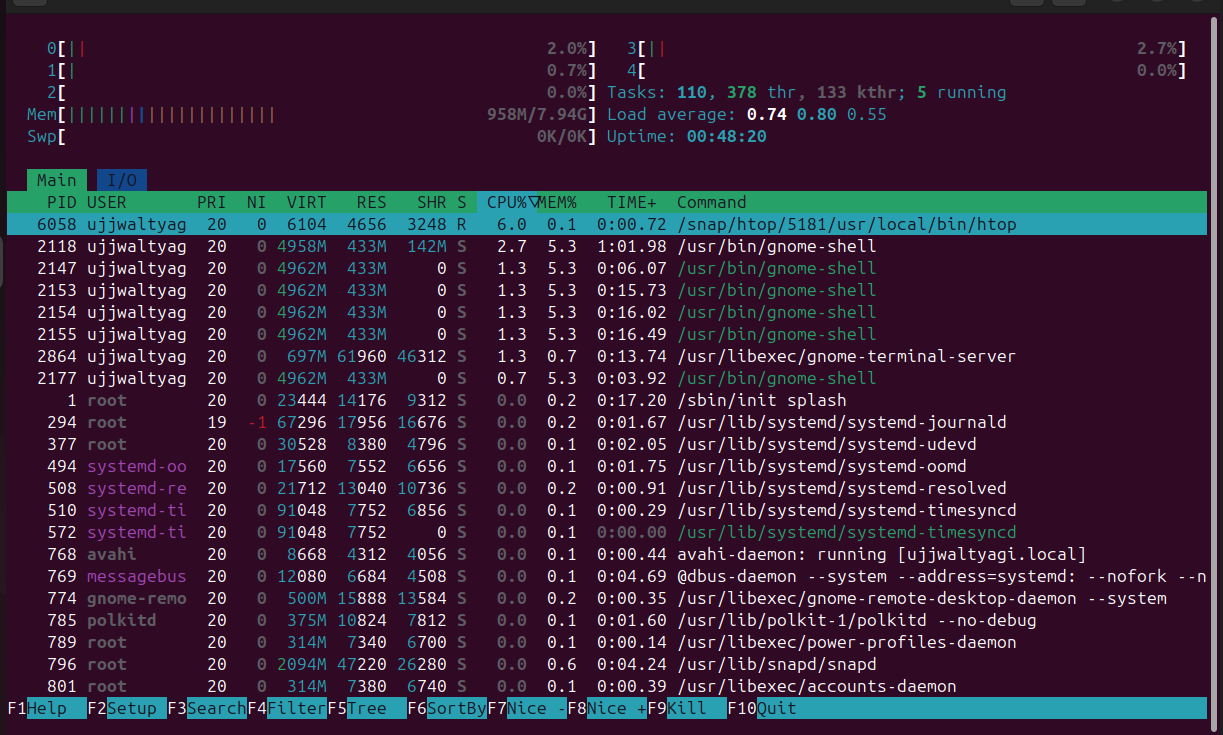 0[|| 2.0%] 3[|| 2.7%]
1[| 0.7%] 4[ 0.0%]
2[ 0.0%] Tasks: 110, 378 thr, 133 kthr; 5 running
Mem[||||||||||||||||||||| 958M/7.94G] Load average: 0.74 0.80 0.55
Swp[ 0K/0K] Uptime: 00:48:20
Main I/O
PID USER PRI NI VIRT RES SHR S CPU%▽MEM% TIME+ Command
6058 ujjwaltyag 20 0 6104 4656 3248 R 6.0 0.1 0:00.72 /snap/htop/5181/usr/local/bin/htop
2118 ujjwaltyag 20 0 4958M 433M 142M S 2.7 5.3 1:01.98 /usr/bin/gnome-shell
2147 ujjwaltyag 20 0 4962M 433M 0 S 1.3 5.3 0:06.07 /usr/bin/gnome-shell
2153 ujjwaltyag 20 0 4962M 433M 0 S 1.3 5.3 0:15.73 /usr/bin/gnome-shell
2154 ujjwaltyag 20 0 4962M 433M 0 S 1.3 5.3 0:16.02 /usr/bin/gnome-shell
2155 ujjwaltyag 20 0 4962M 433M 0 S 1.3 5.3 0:16.49 /usr/bin/gnome-shell
2864 ujjwaltyag 20 0 697M 61960 46312 S 1.3 0.7 0:13.74 /usr/libexec/gnome-terminal-server
2177 ujjwaltyag 20 0 4962M 433M 0 S 0.7 5.3 0:03.92 /usr/bin/gnome-shell
1 root 20 0 23444 14176 9312 S 0.0 0.2 0:17.20 /sbin/init splash
294 root 19 -1 67296 17956 16676 S 0.0 0.2 0:01.67 /usr/lib/systemd/systemd-journald
377 root 20 0 30528 8380 4796 S 0.0 0.1 0:02.05 /usr/lib/systemd/systemd-udevd
494 systemd-oo 20 0 17560 7552 6656 S 0.0 0.1 0:01.75 /usr/lib/systemd/systemd-oomd
508 systemd-re 20 0 21712 13040 10736 S 0.0 0.2 0:00.91 /usr/lib/systemd/systemd-resolved
510 systemd-ti 20 0 91048 7752 6856 S 0.0 0.1 0:00.29 /usr/lib/systemd/systemd-timesyncd
572 systemd-ti 20 0 91048 7752 0 S 0.0 0.1 0:00.00 /usr/lib/systemd/systemd-timesyncd
768 avahi 20 0 8668 4312 4056 S 0.0 0.1 0:00.44 avahi-daemon: running [ujjwaltyagi.local]
769 messagebus 20 0 12080 6684 4508 S 0.0 0.1 0:04.69 @dbus-daemon --system --address=systemd: --nofork --n
774 gnome-remo 20 0 500M 15888 13584 S 0.0 0.2 0:00.35 /usr/libexec/gnome-remote-desktop-daemon --system
785 polkitd 20 0 375M 10824 7812 S 0.0 0.1 0:01.60 /usr/lib/polkit-1/polkitd --no-debug
789 root 20 0 314M 7340 6700 S 0.0 0.1 0:00.14 /usr/libexec/power-profiles-daemon
796 root 20 0 2094M 47220 26280 S 0.0 0.6 0:04.24 /usr/lib/snapd/snapd
801 root 20 0 314M 7380 6740 S 0.0 0.1 0:00.39 /usr/libexec/accounts-daemon
F1Help F2Setup F3SearchF4FilterF5Tree F6SortByF7Nice -F8Nice +F9Kill F10Quit